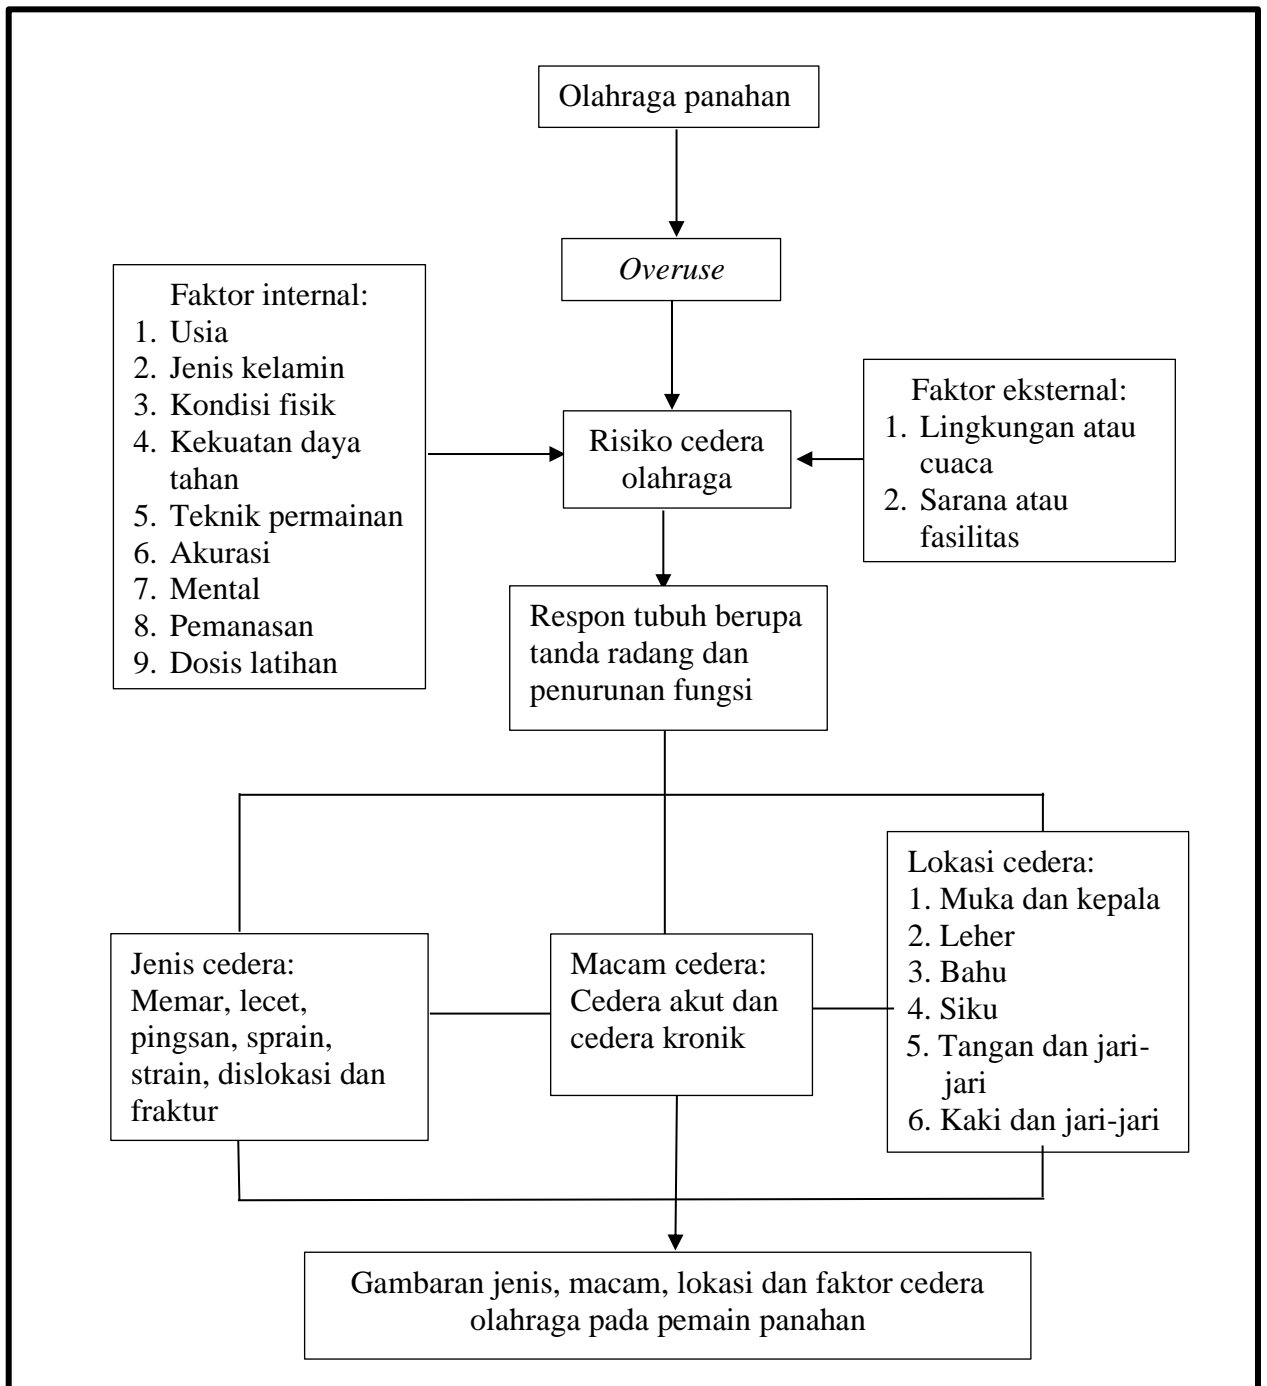 Olahraga panahan
Overuse
Faktor internal:
1. Usia
2. Jenis kelamin
3. Kondisi fisik
4. Kekuatan daya
tahan
5. Teknik permainan
6. Akurasi
7. Mental
8. Pemanasan
9. Dosis latihan
Risiko cedera
olahraga
Faktor eksternal:
1. Lingkungan atau
cuaca
2. Sarana atau
fasilitas
Respon tubuh berupa
tanda radang dan
penurunan fungsi
Jenis cedera:
Memar, lecet,
pingsan, sprain,
strain, dislokasi dan
fraktur
Macam cedera:
Cedera akut dan
cedera kronik
Lokasi cedera:
1. Muka dan kepala
2. Leher
3. Bahu
4. Siku
5. Tangan dan jari-
jari
6. Kaki dan jari-jari
Gambaran jenis, macam, lokasi dan faktor cedera
olahraga pada pemain panahan